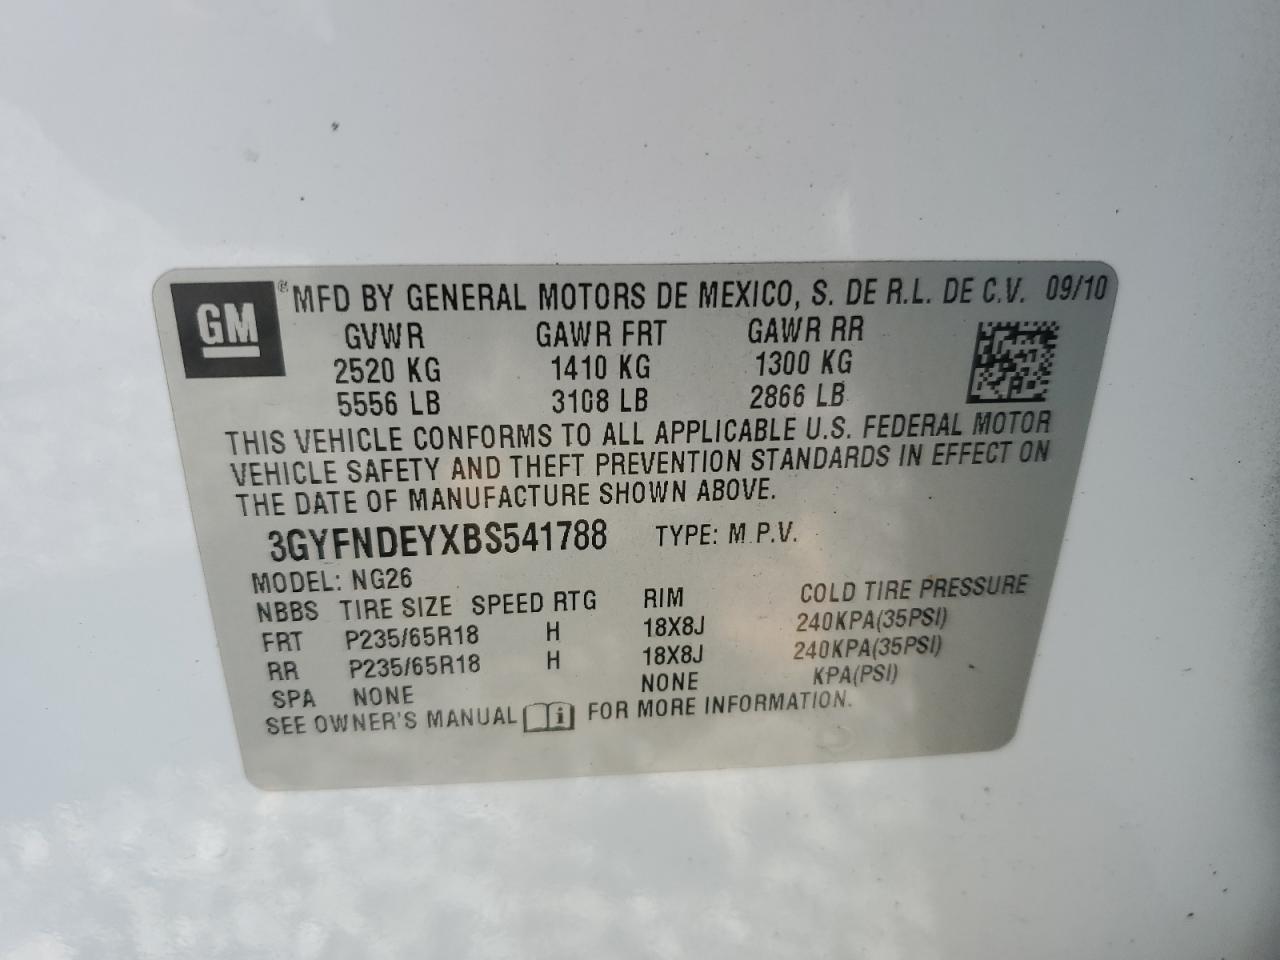 GM ® MFD BY GENERAL MOTORS DE MEXICO, S. DE R.L. DE C.V. 09/10
GVWR GAWR FRT GAWR RR
2520 KG 1410 KG 1300 KG
5556 LB 3108 LB 2866 LB
THIS VEHICLE CONFORMS TO ALL APPLICABLE U.S. FEDERAL MOTOR
VEHICLE SAFETY AND THEFT PREVENTION STANDARDS IN EFFECT ON
THE DATE OF MANUFACTURE SHOWN ABOVE.
3GYFNDEYXBS541788 TYPE: M.P.V.
MODEL: NG26
NBBS TIRE SIZE SPEED RTG RIM COLD TIRE PRESSURE
FRT P235/65R18 H 18X8J 240KPA(35PSI)
RR P235/65R18 H 18X8J 240KPA(35PSI)
SPA NONE NONE KPA(PSI)
SEE OWNER'S MANUAL i FOR MORE INFORMATION.